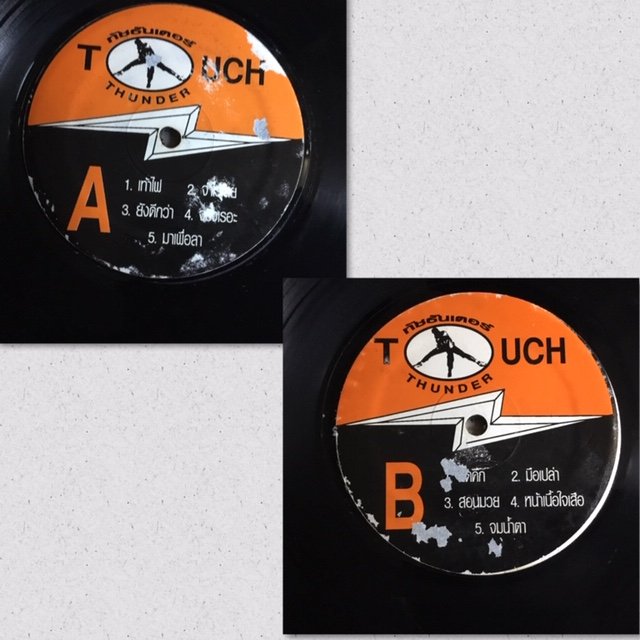 ทัชธันเดอร์
T UCH
THUNDER
A
1. เท้าไฟ 2.
3. ยังดีกว่า 4.
5. มาเพื่อลา
ทัชธันเดอร์
T UCH
THUNDER
B
2. มือเปล่า
3. สอนมวย 4. หน้าเนื้อใจเสือ
5. จมน้ำตา